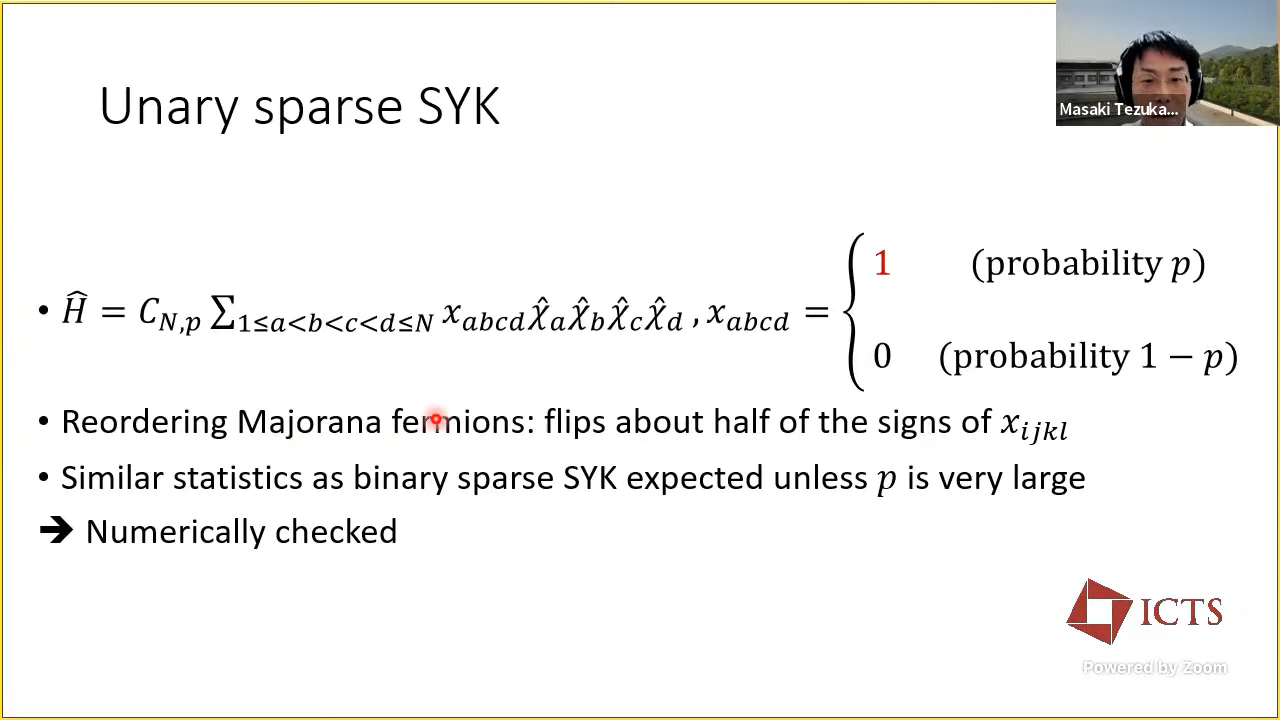 Unary sparse SYK
Masaki Tezuka...
• Ĥ = C_{N,p} ∑_{1≤a<b<c<d≤N} x_{abcd} χ̂_a χ̂_b χ̂_c χ̂_d , x_{abcd} = { 1 (probability p)
0 (probability 1 − p)
• Reordering Majorana fermions: flips about half of the signs of x_{ijkl}
• Similar statistics as binary sparse SYK expected unless p is very large
➔ Numerically checked
ICTS
Powered by Zoom